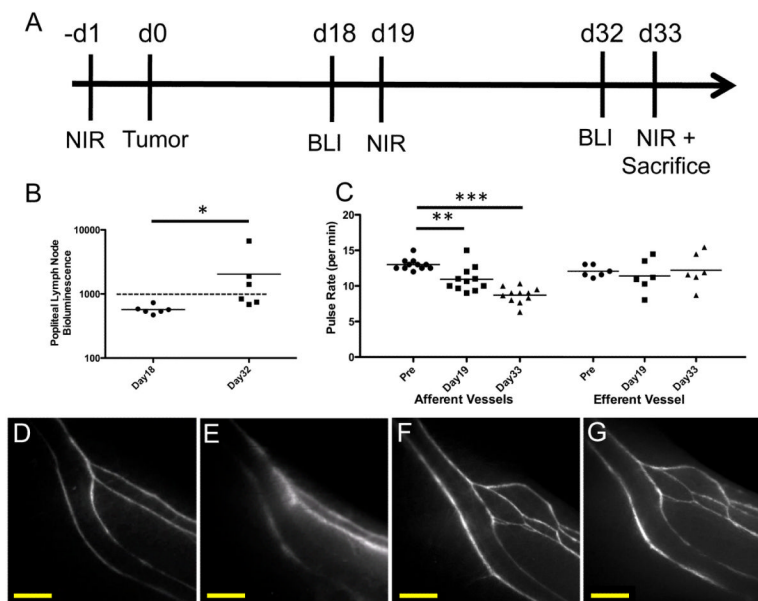 A
-d1 d0 d18 d19 d32 d33
NIR Tumor BLI NIR BLI NIR +
Sacrifice
B
*
Popliteal Lymph Node
Bioluminescence
10000
1000
100
Day18 Day32
C
***
**
Pulse Rate (per min)
20
15
10
5
0
Pre Day19 Day33 Pre Day19 Day33
Afferent Vessels Efferent Vessel
D E F G